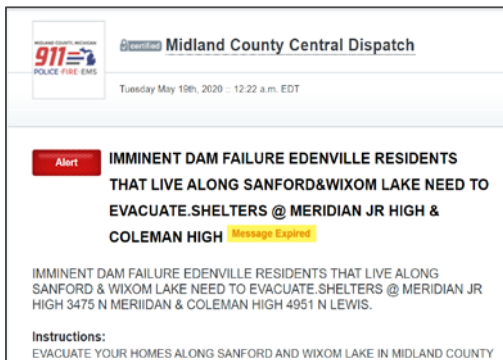 MIDLAND COUNTY, MICHIGAN
911
POLICE-FIRE-EMS
certified Midland County Central Dispatch
Tuesday May 19th, 2020 :: 12:22 a.m. EDT
Alert
IMMINENT DAM FAILURE EDENVILLE RESIDENTS
THAT LIVE ALONG SANFORD&WIXOM LAKE NEED TO
EVACUATE.SHELTERS @ MERIDIAN JR HIGH &
COLEMAN HIGH Message Expired
IMMINENT DAM FAILURE EDENVILLE RESIDENTS THAT LIVE ALONG
SANFORD & WIXOM LAKE NEED TO EVACUATE.SHELTERS @ MERIDIAN JR
HIGH 3475 N MERIIDAN & COLEMAN HIGH 4951 N LEWIS.
Instructions:
EVACUATE YOUR HOMES ALONG SANFORD AND WIXOM LAKE IN MIDLAND COUNTY